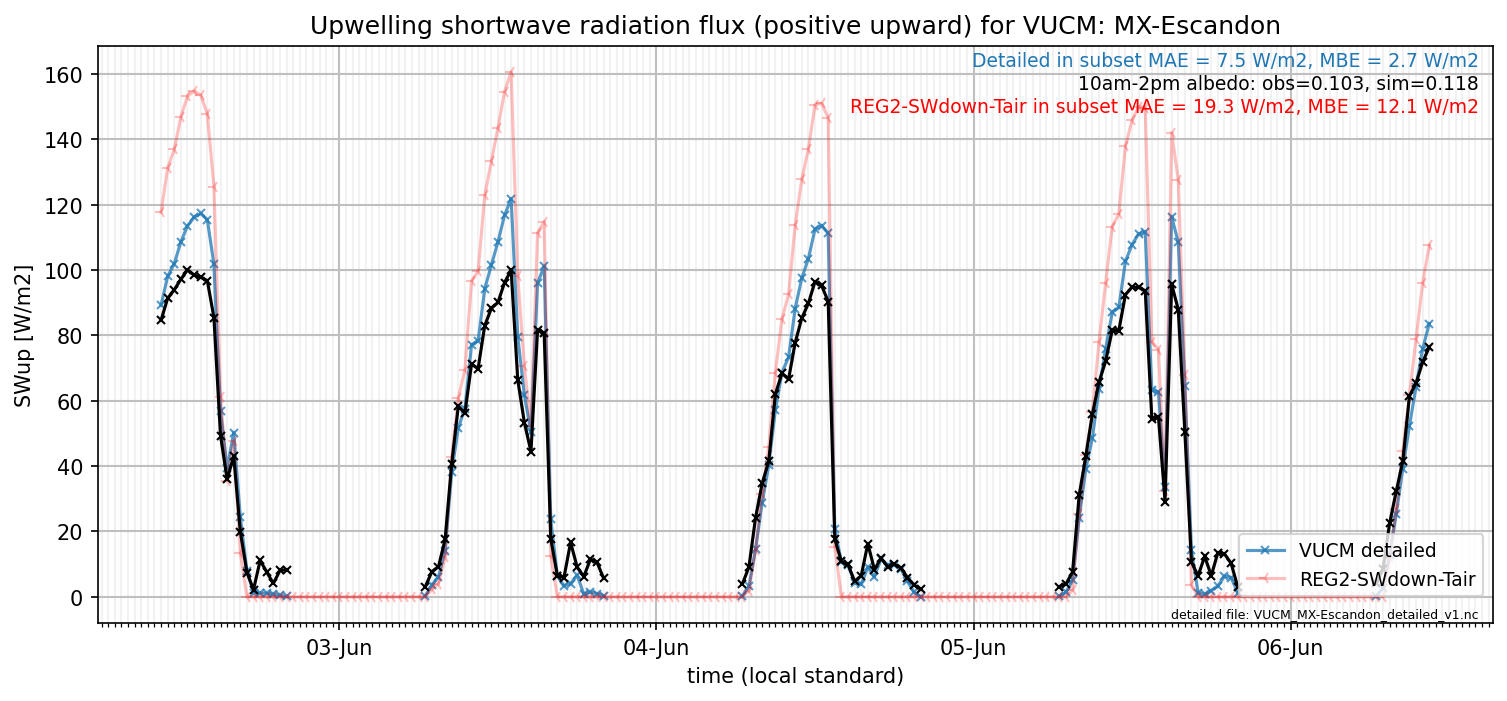 Upwelling shortwave radiation flux (positive upward) for VUCM: MX-Escandon
Detailed in subset MAE = 7.5 W/m2, MBE = 2.7 W/m2
10am-2pm albedo: obs=0.103, sim=0.118
REG2-SWdown-Tair in subset MAE = 19.3 W/m2, MBE = 12.1 W/m2
SWup [W/m2]
160
140
120
100
80
60
40
20
0
VUCM detailed
REG2-SWdown-Tair
detailed file: VUCM_MX-Escandon_detailed_v1.nc
03-Jun
04-Jun
05-Jun
06-Jun
time (local standard)